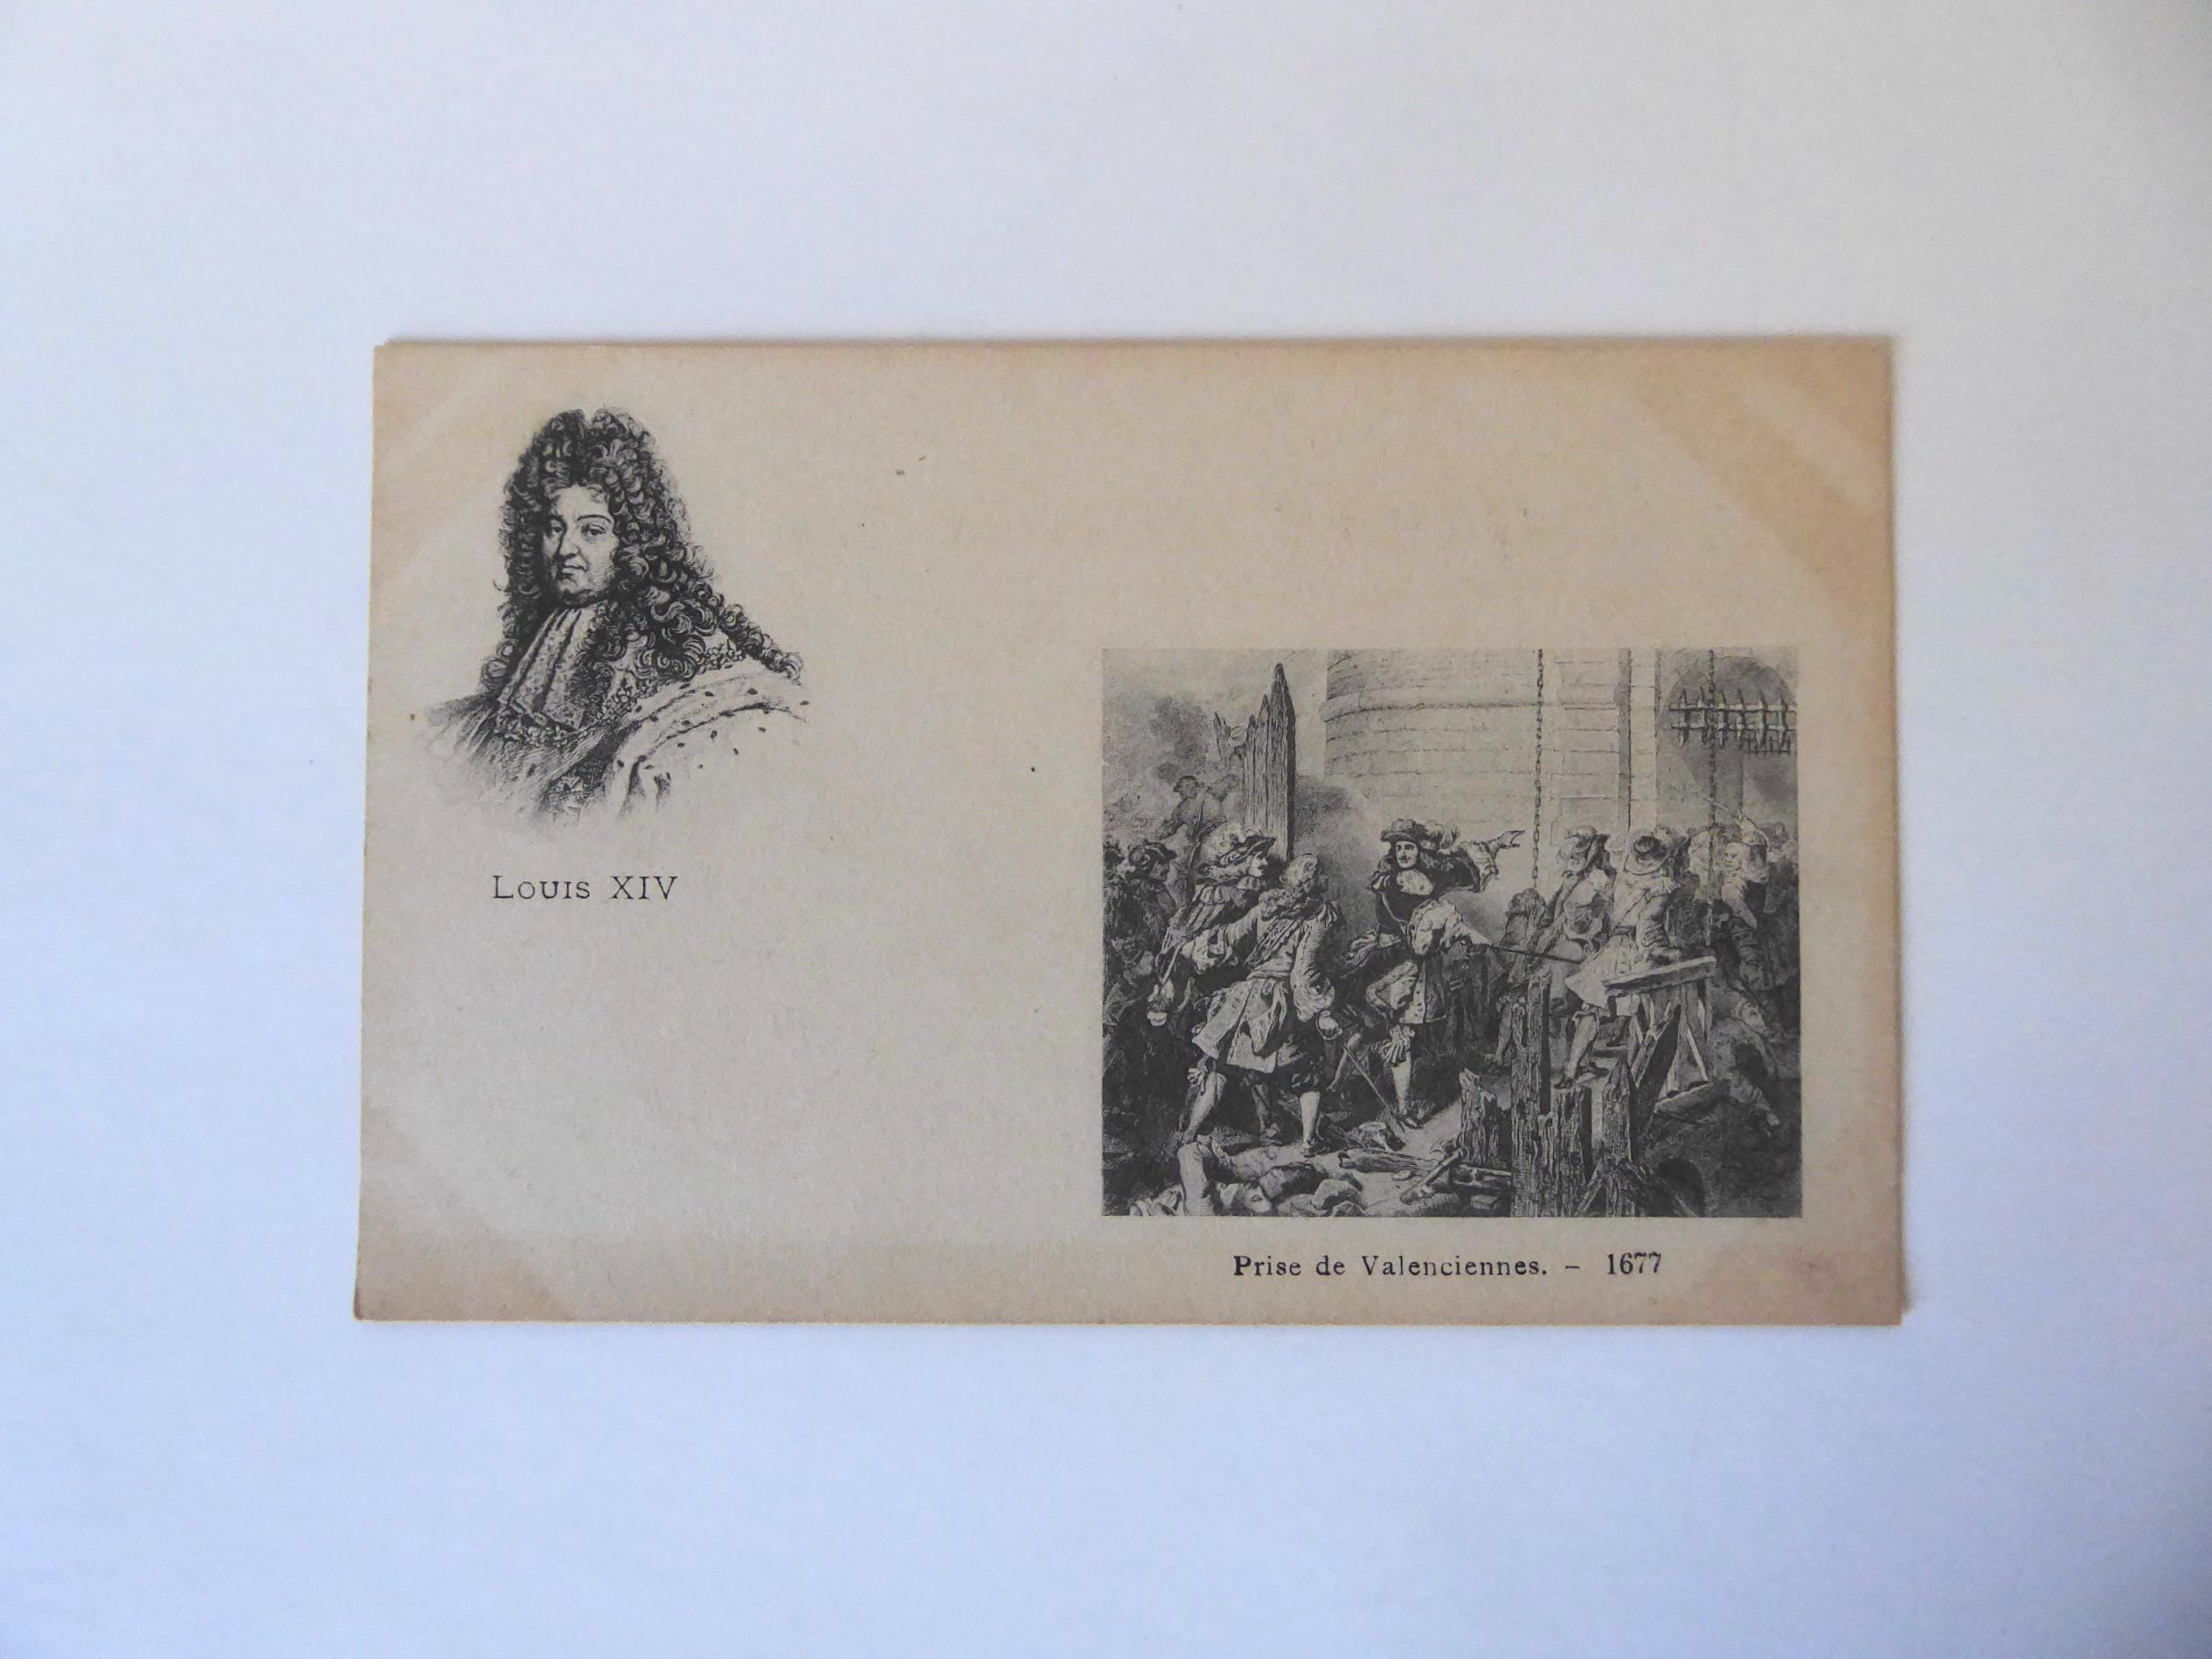 Louis XIV
Prise de Valenciennes. – 1677